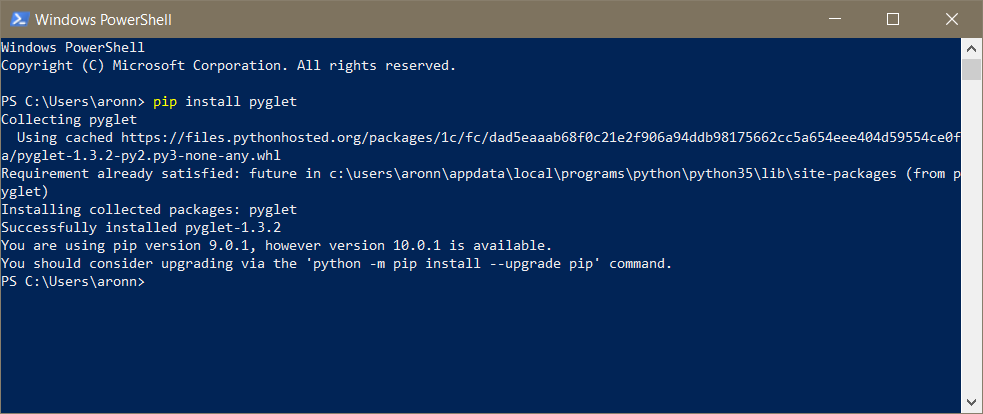 Windows PowerShell
Windows PowerShell
Copyright (C) Microsoft Corporation. All rights reserved.
PS C:\Users\aronn> pip install pyglet
Collecting pyglet
  Using cached https://files.pythonhosted.org/packages/1c/fc/dad5eaaab68f0c21e2f906a94ddb98175662cc5a654eee404d59554ce0f
a/pyglet-1.3.2-py2.py3-none-any.whl
Requirement already satisfied: future in c:\users\aronn\appdata\local\programs\python\python35\lib\site-packages (from p
yglet)
Installing collected packages: pyglet
Successfully installed pyglet-1.3.2
You are using pip version 9.0.1, however version 10.0.1 is available.
You should consider upgrading via the 'python -m pip install --upgrade pip' command.
PS C:\Users\aronn>